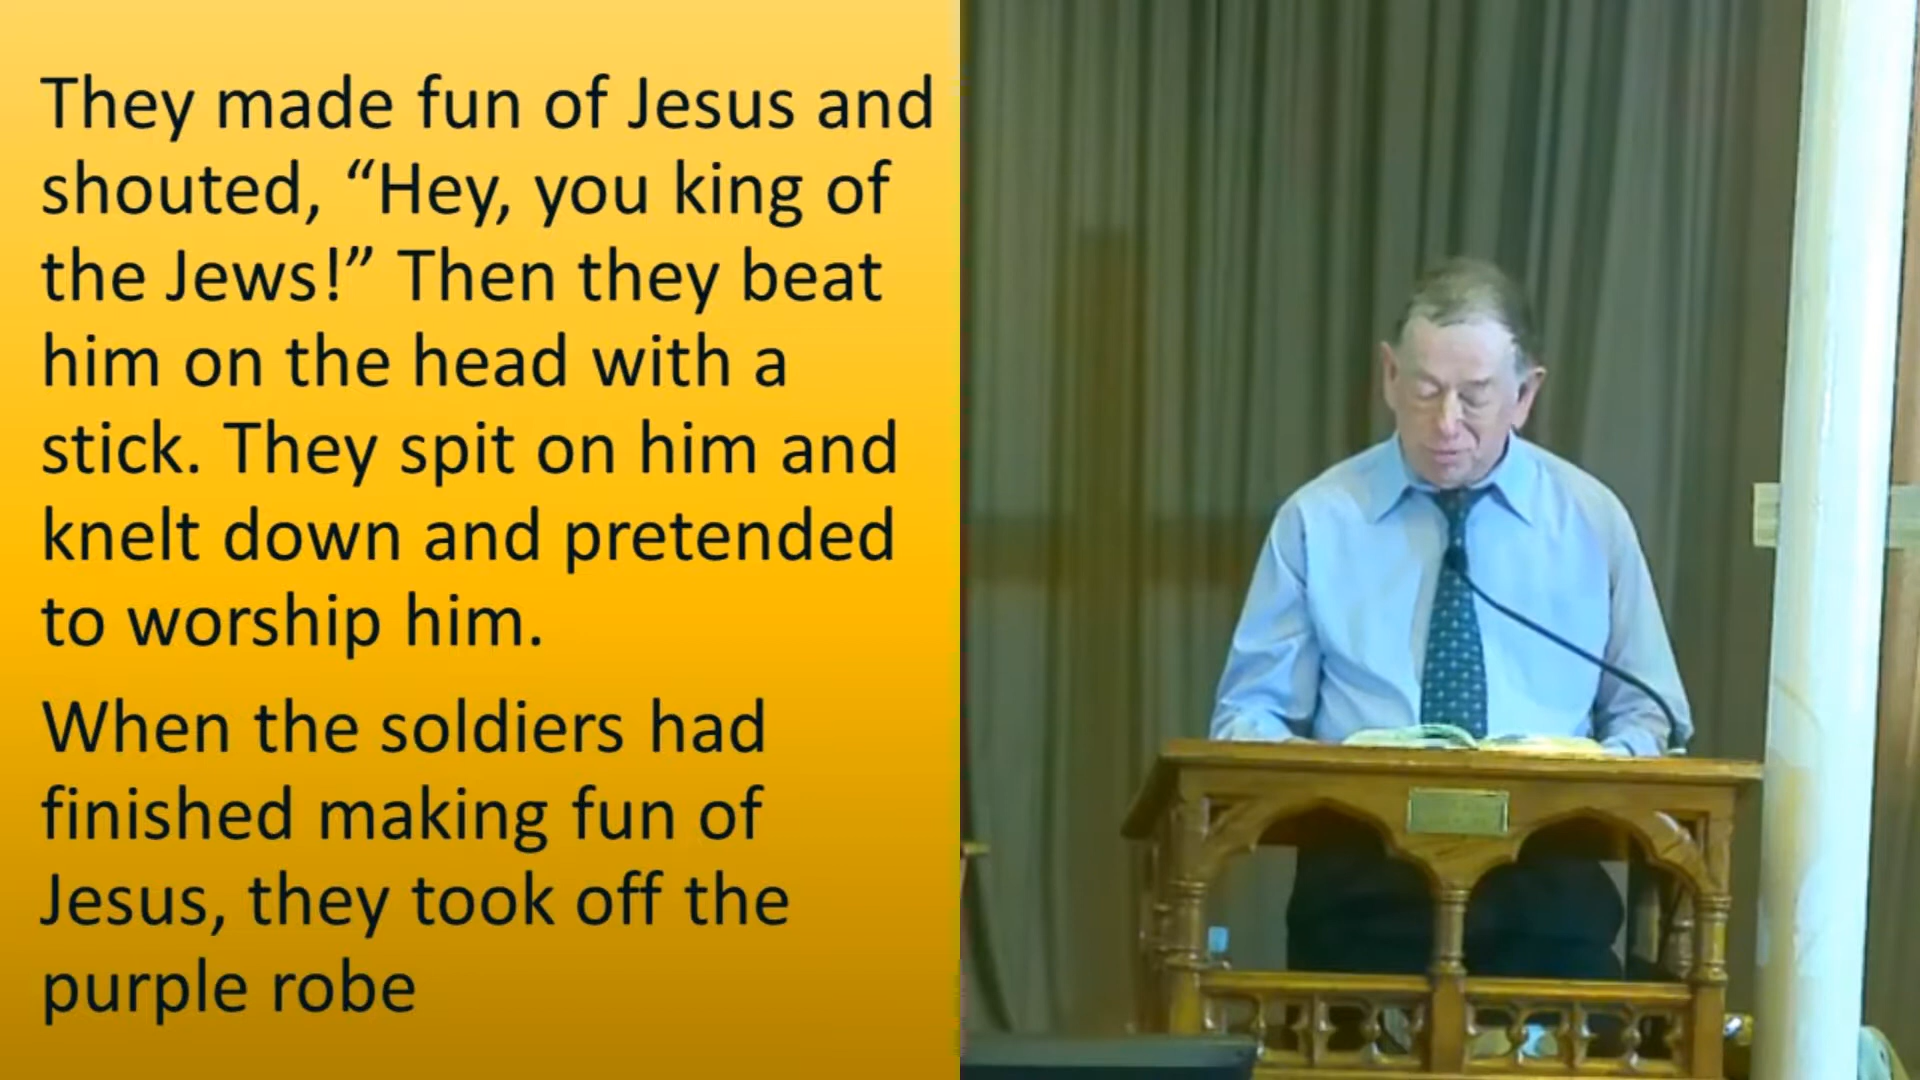 They made fun of Jesus and
shouted, “Hey, you king of
the Jews!” Then they beat
him on the head with a
stick. They spit on him and
knelt down and pretended
to worship him.
When the soldiers had
finished making fun of
Jesus, they took off the
purple robe